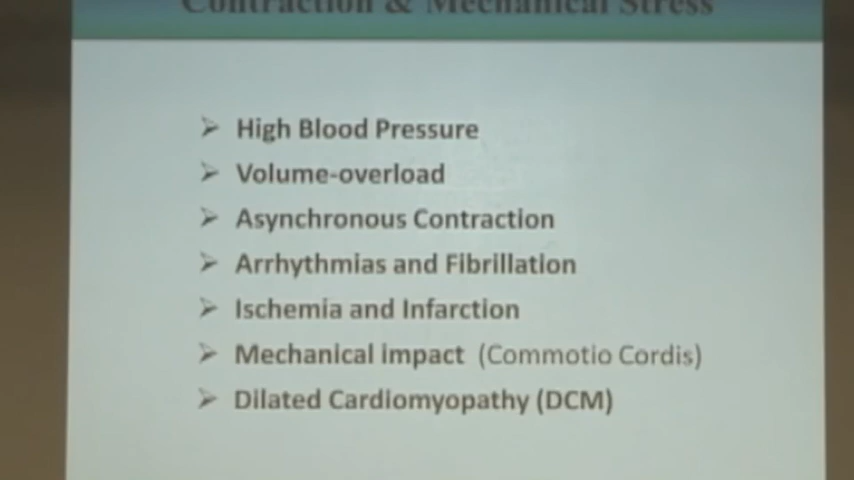 Contraction & Mechanical Stress
➢ High Blood Pressure
➢ Volume-overload
➢ Asynchronous Contraction
➢ Arrhythmias and Fibrillation
➢ Ischemia and Infarction
➢ Mechanical impact (Commotio Cordis)
➢ Dilated Cardiomyopathy (DCM)